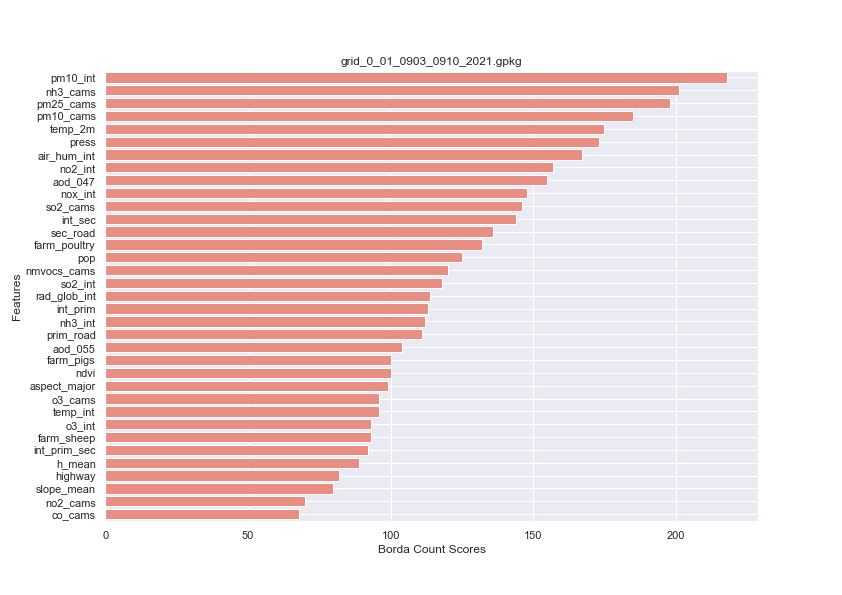 grid_0_01_0903_0910_2021.gpkg
Features
pm10_int
nh3_cams
pm25_cams
pm10_cams
temp_2m
press
air_hum_int
no2_int
aod_047
nox_int
so2_cams
int_sec
sec_road
farm_poultry
pop
nmvocs_cams
so2_int
rad_glob_int
int_prim
nh3_int
prim_road
aod_055
farm_pigs
ndvi
aspect_major
o3_cams
temp_int
o3_int
farm_sheep
int_prim_sec
h_mean
highway
slope_mean
no2_cams
co_cams
0 50 100 150 200
Borda Count Scores